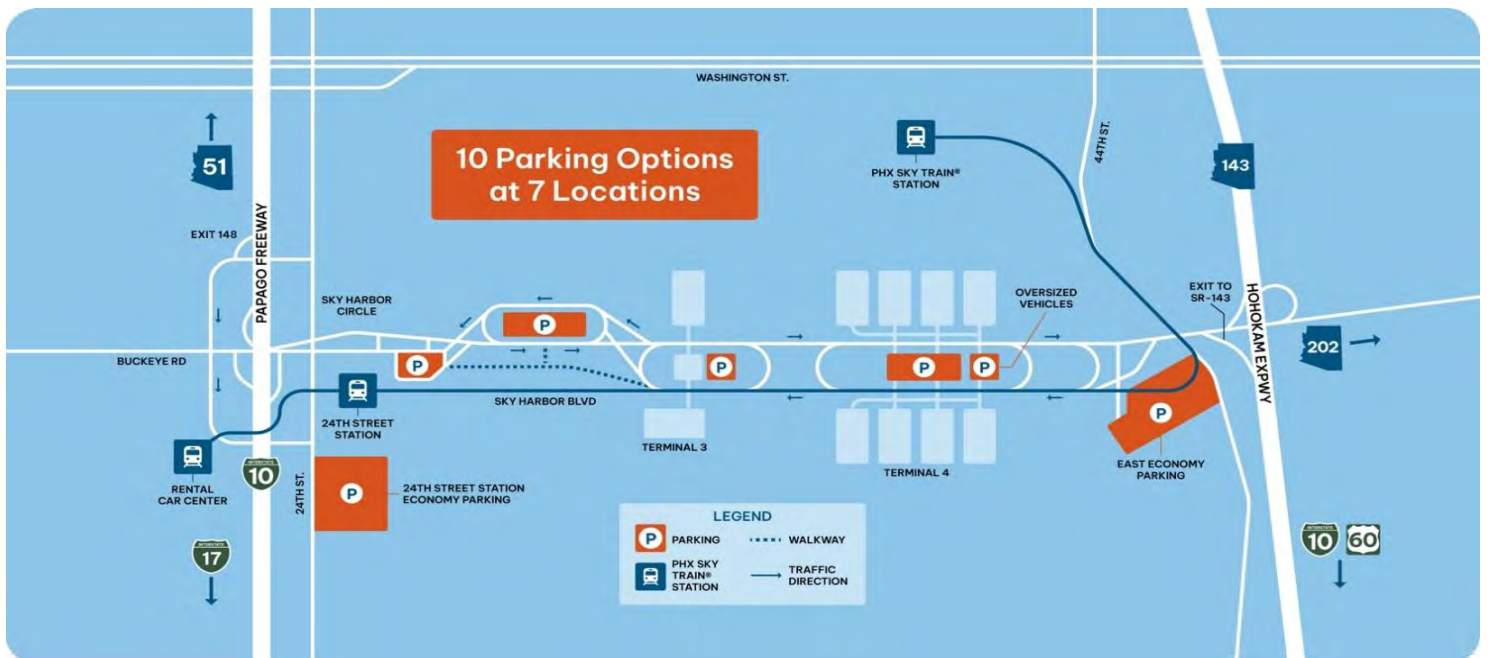 WASHINGTON ST.
10 Parking Options
at 7 Locations
PHX SKY TRAIN®
STATION
44TH ST.
143
51
EXIT 148
PAPAGO FREEWAY
SKY HARBOR
CIRCLE
OVERSIZED
VEHICLES
EXIT TO
SR-143
HOHOKAM EXPWY
202
BUCKEYE RD
P
P
P
P
P
SKY HARBOR BLVD
24TH STREET
STATION
TERMINAL 3
TERMINAL 4
P
EAST ECONOMY
PARKING
RENTAL
CAR CENTER
INTERSTATE
10
24TH ST.
P
24TH STREET STATION
ECONOMY PARKING
INTERSTATE
17
LEGEND
P PARKING
WALKWAY
PHX SKY
TRAIN®
STATION
TRAFFIC
DIRECTION
INTERSTATE
10
60